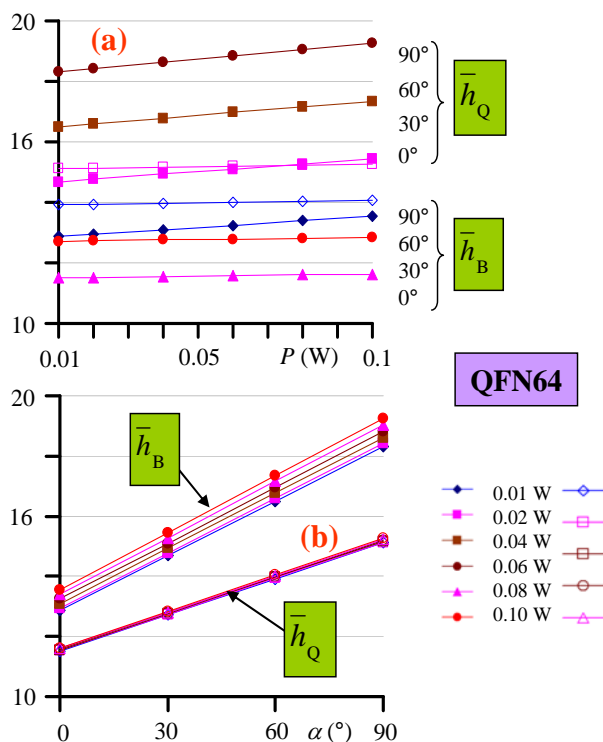 20
(a)
90°
60°
30°
0°
h̅Q
16
90°
60°
30°
0°
h̅B
10
0.01
P (W)
0.05
0.1
QFN64
20
h̅B
16
(b)
h̅Q
10
0
30
60
α (°)
90
0.01 W
0.02 W
0.04 W
0.06 W
0.08 W
0.10 W